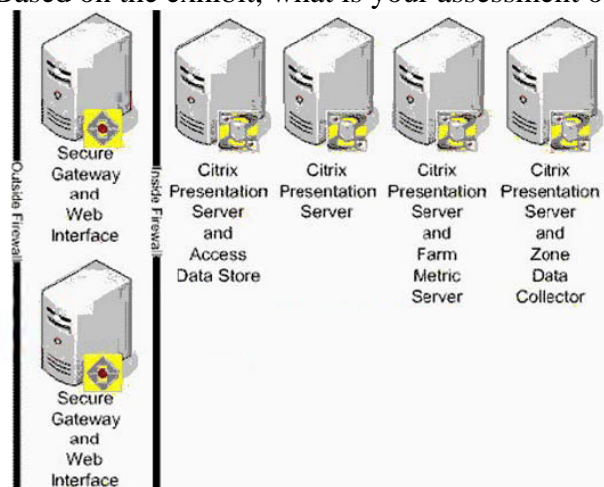 Based on the exhibit, what is your assessment o
Outside Firewall
Secure
Gateway
and
Web
Interface
Inside Firewall
Citrix
Presentation
Server
and
Access
Data Store
Citrix
Presentation
Server
Citrix
Presentation
Server
and
Farm
Metric
Server
Citrix
Presentation
Server
and
Zone
Data
Collector
Secure
Gateway
and
Web
Interface